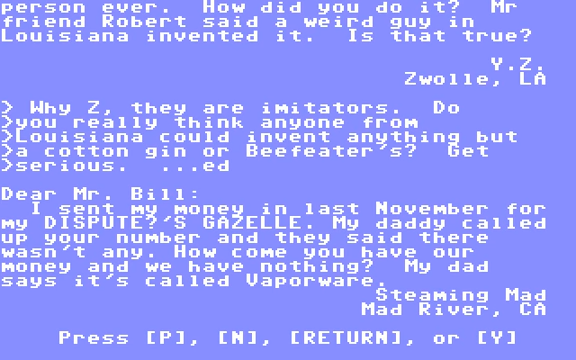 person ever.  How did you do it?  Mr
friend Robert said a weird guy in
Louisiana invented it.  Is that true?
Y.Z.
Zwolle, LA
> Why Z, they are imitators.  Do
>you really think anyone from
>Louisiana could invent anything but
>a cotton gin or Beefeater's?  Get
>serious.  ...ed
Dear Mr. Bill:
I sent my money in last November for
my DISPUTE?'S GAZELLE. My daddy called
up your number and they said there
wasn't any. How come you have our
money and we have nothing?  My dad
says it's called Vaporware.
Steaming Mad
Mad River, CA
Press [P], [N], [RETURN], or [Y]